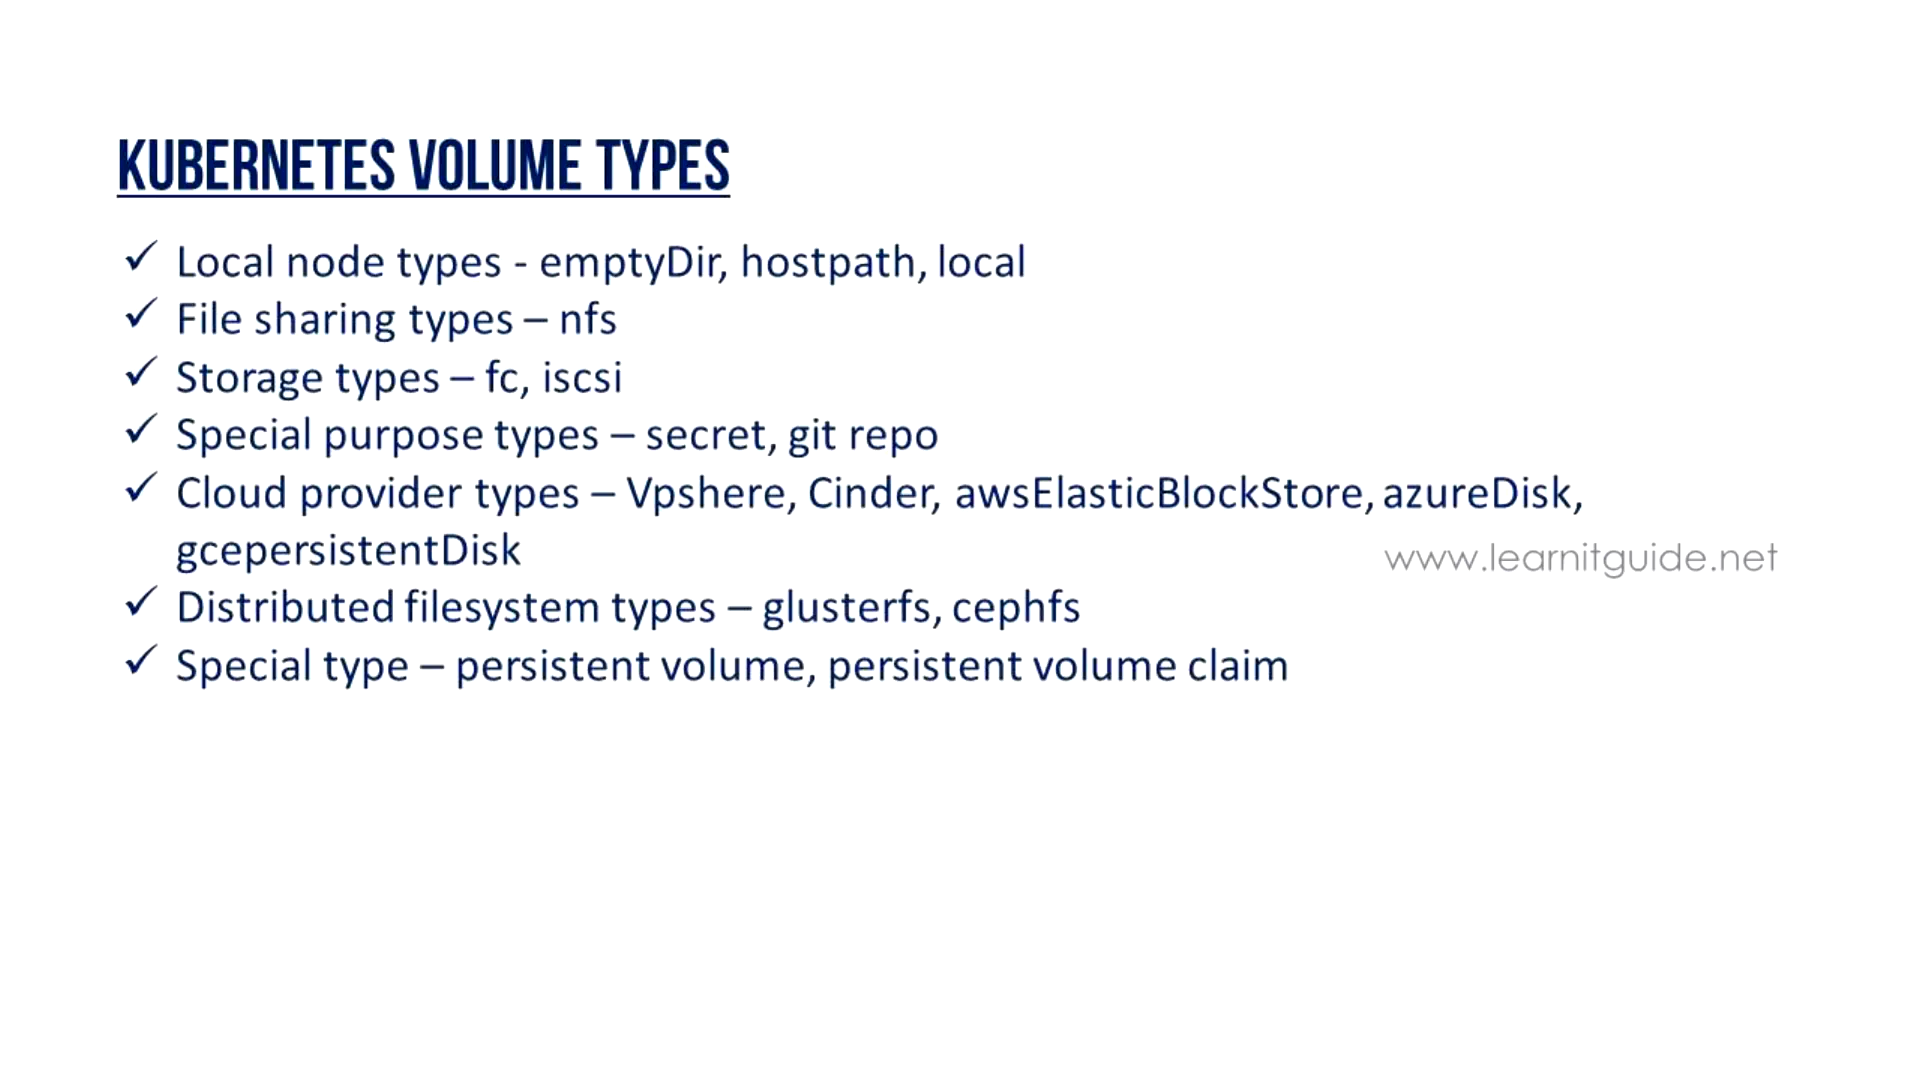 KUBERNETES VOLUME TYPES
✓ Local node types - emptyDir, hostpath, local
✓ File sharing types – nfs
✓ Storage types – fc, iscsi
✓ Special purpose types – secret, git repo
✓ Cloud provider types – Vpshere, Cinder, awsElasticBlockStore, azureDisk,
gcepersistentDisk
www.learnitguide.net
✓ Distributed filesystem types – glusterfs, cephfs
✓ Special type – persistent volume, persistent volume claim